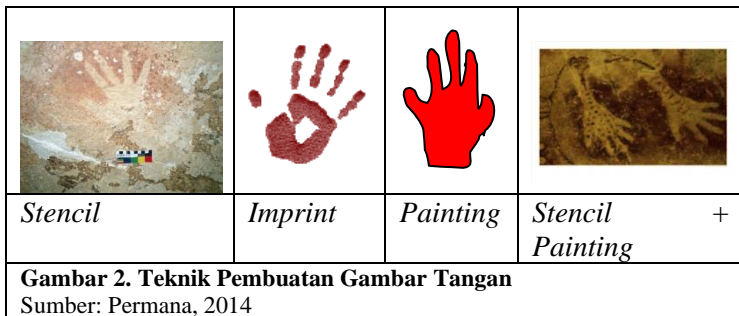 Stencil
Imprint
Painting
Stencil +
Painting
Gambar 2. Teknik Pembuatan Gambar Tangan
Sumber: Permana, 2014